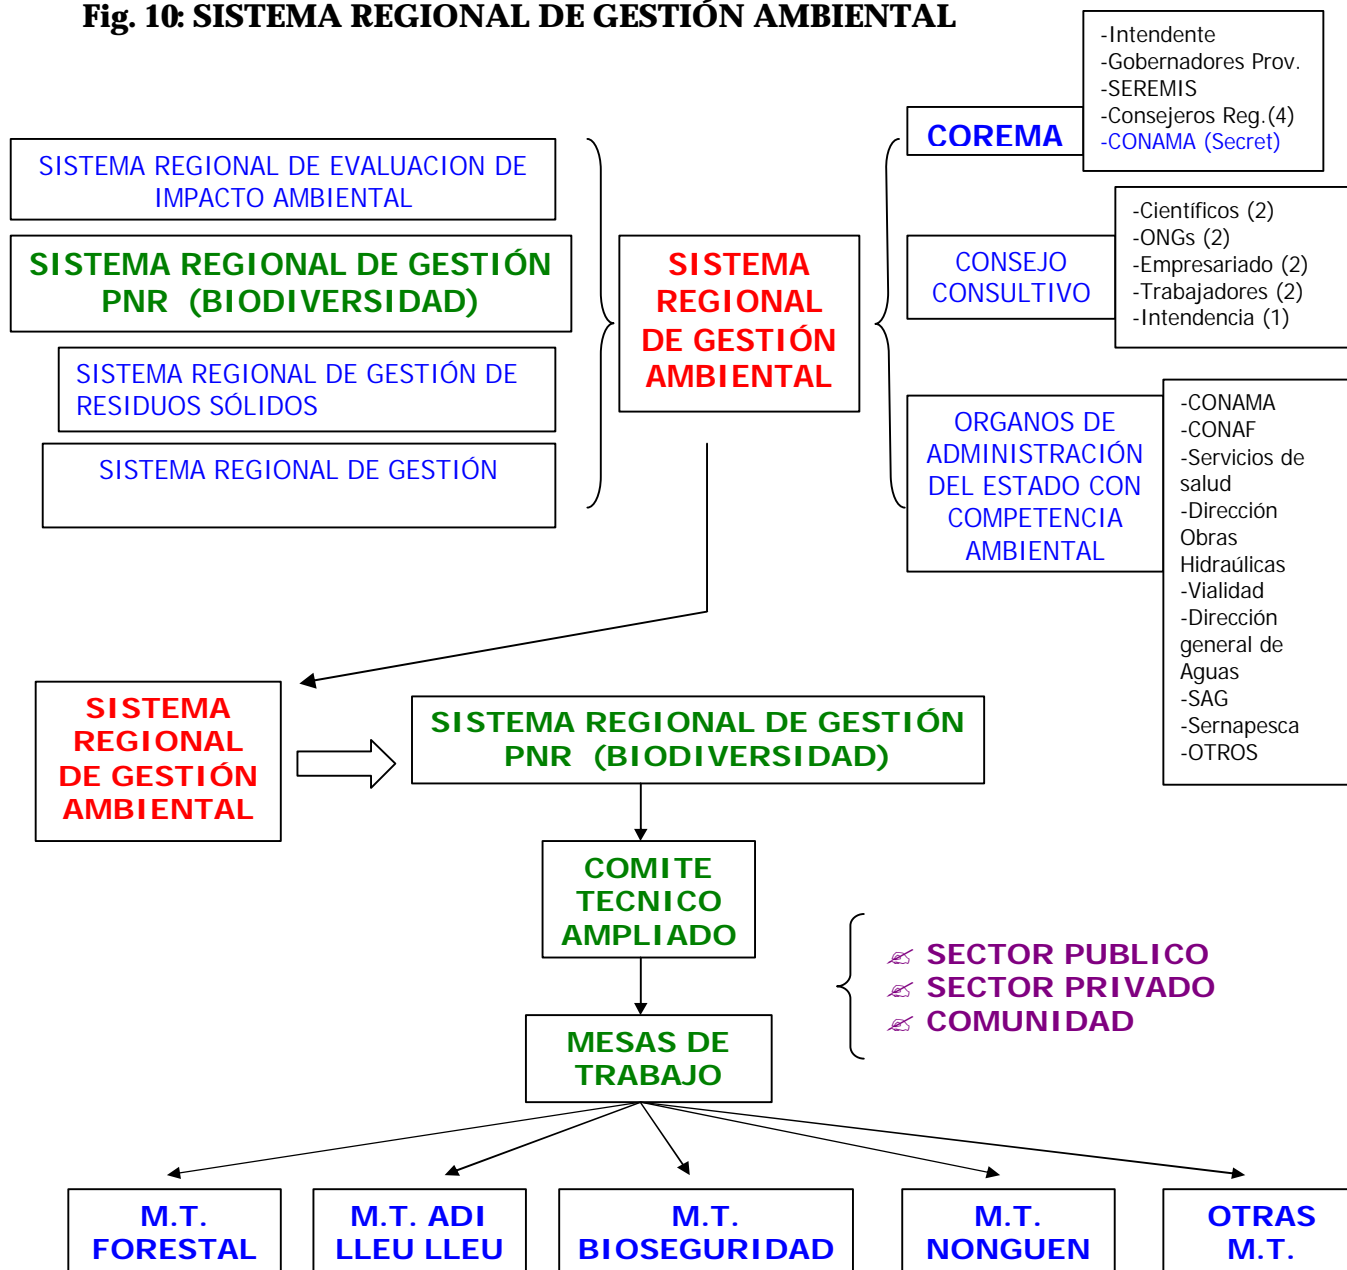 Fig. 10: SISTEMA REGIONAL DE GESTIÓN AMBIENTAL
SISTEMA REGIONAL DE EVALUACION DE
IMPACTO AMBIENTAL
SISTEMA REGIONAL DE GESTIÓN
PNR (BIODIVERSIDAD)
SISTEMA REGIONAL DE GESTIÓN DE
RESIDUOS SÓLIDOS
SISTEMA REGIONAL DE GESTIÓN
SISTEMA
REGIONAL
DE GESTIÓN
AMBIENTAL
COREMA
-Intendente
-Gobernadores Prov.
-SEREMIS
-Consejeros Reg.(4)
-CONAMA (Secret)
CONSEJO
CONSULTIVO
-Científicos (2)
-ONGs (2)
-Empresariado (2)
-Trabajadores (2)
-Intendencia (1)
ORGANOS DE
ADMINISTRACIÓN
DEL ESTADO CON
COMPETENCIA
AMBIENTAL
-CONAMA
-CONAF
-Servicios de
salud
-Dirección
Obras
Hidraúlicas
-Vialidad
-Dirección
general de
Aguas
-SAG
-Sernapesca
-OTROS
SISTEMA
REGIONAL
DE GESTIÓN
AMBIENTAL
SISTEMA REGIONAL DE GESTIÓN
PNR (BIODIVERSIDAD)
COMITE
TECNICO
AMPLIADO
SECTOR PUBLICO
SECTOR PRIVADO
COMUNIDAD
MESAS DE
TRABAJO
M.T.
FORESTAL
M.T. ADI
LLEU LLEU
M.T.
BIOSEGURIDAD
M.T.
NONGUEN
OTRAS
M.T.